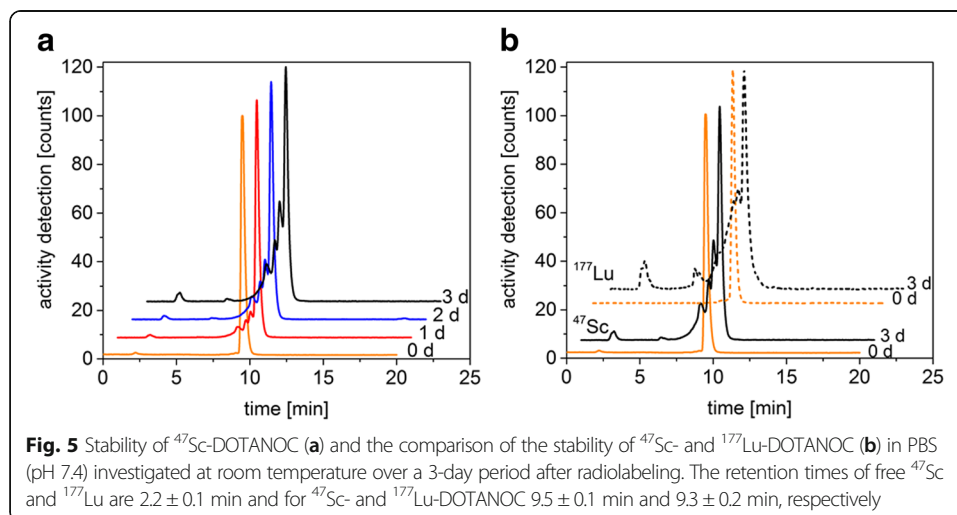 a
120
100
80
60
40
20
0
activity detection [counts]
3 d
2 d
1 d
0 d
0 5 10 15 20 25
time [min]
b
120
100
80
60
40
20
0
activity detection [counts]
¹⁷⁷Lu
3 d
0 d
⁴⁷Sc
3 d
0 d
0 5 10 15 20 25
time [min]
Fig. 5 Stability of ⁴⁷Sc-DOTANOC (a) and the comparison of the stability of ⁴⁷Sc- and ¹⁷⁷Lu-DOTANOC (b) in PBS
(pH 7.4) investigated at room temperature over a 3-day period after radiolabeling. The retention times of free ⁴⁷Sc
and ¹⁷⁷Lu are 2.2 ± 0.1 min and for ⁴⁷Sc- and ¹⁷⁷Lu-DOTANOC 9.5 ± 0.1 min and 9.3 ± 0.2 min, respectively